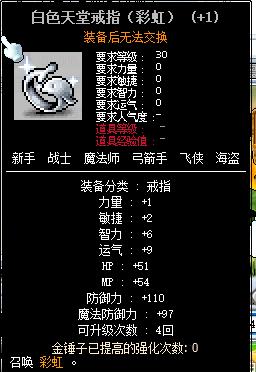 白色天堂戒指（彩虹） (+1)
装备后无法交换
要求等级： 30
要求力量： 0
要求敏捷： 0
要求智力： 0
要求运气： 0
要求人气度：-
道具等级： -
道具经验值： -
新手 战士 魔法师 弓箭手 飞侠 海盗
装备分类 : 戒指
力量 : +1
敏捷 : +2
智力 : +6
运气 : +9
HP : +51
MP : +54
防御力 : +110
魔法防御力 : +97
可升级次数 : 4回
金锤子已提高的强化次数: 0
召唤 彩虹 。